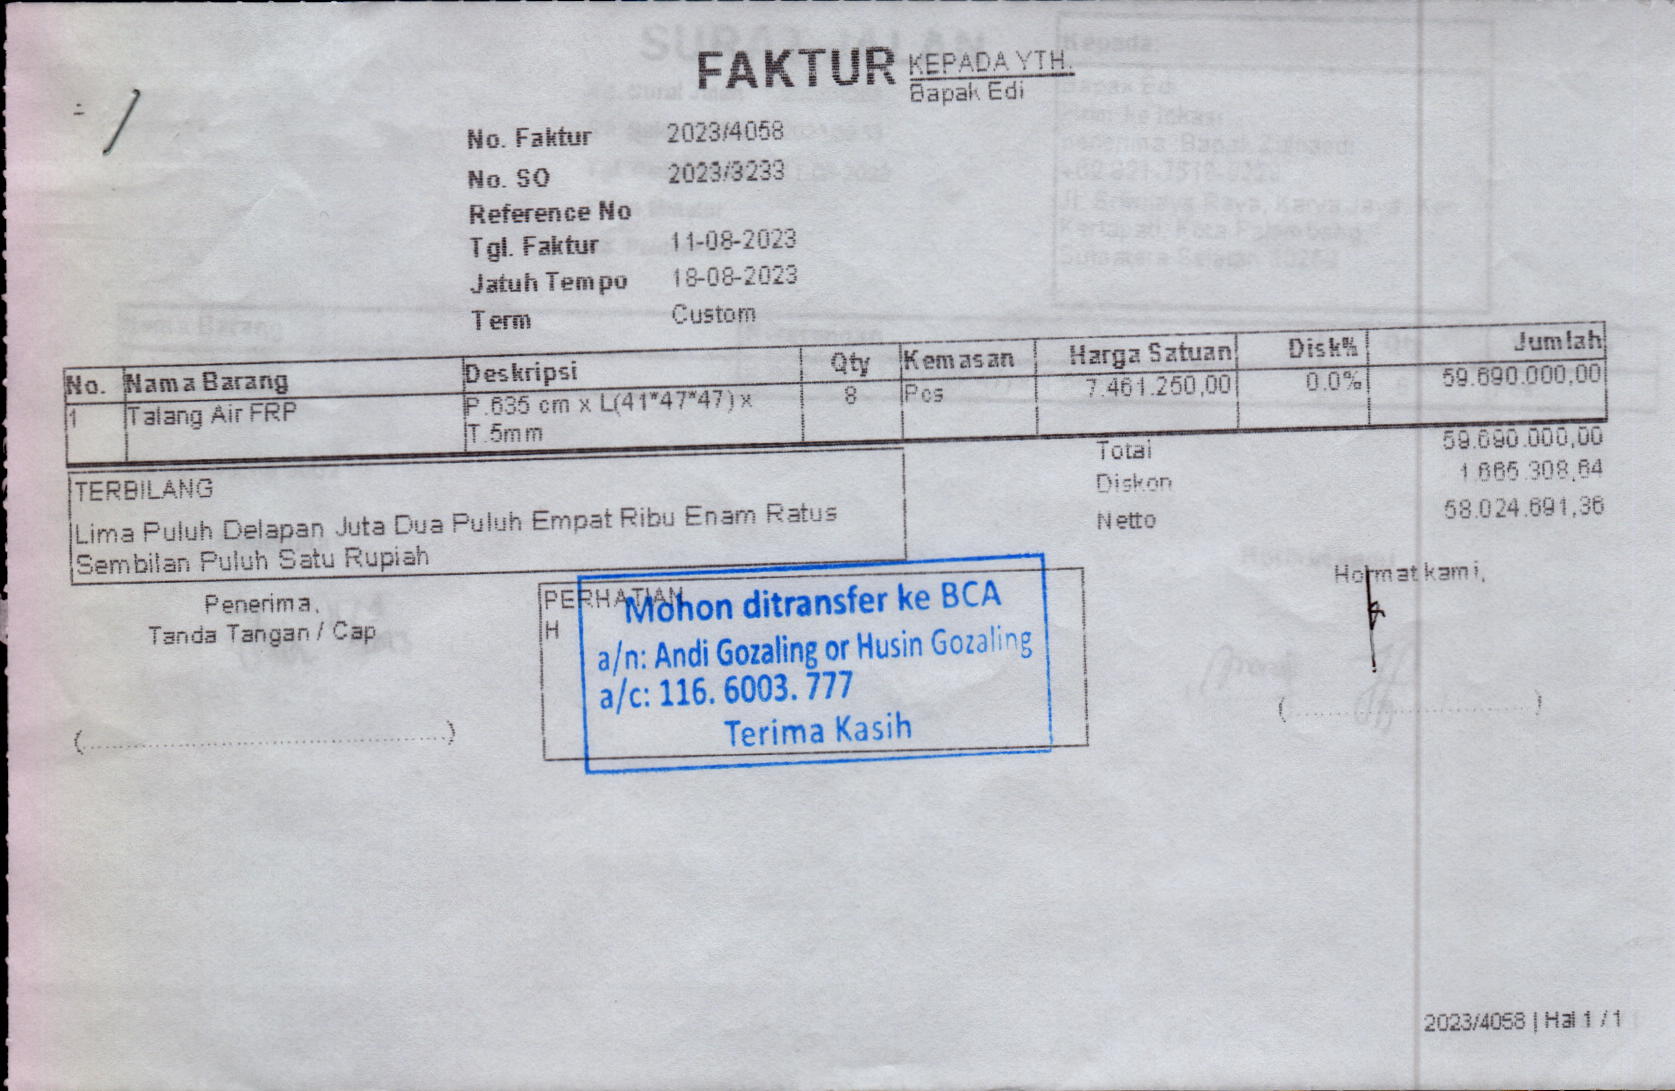 FAKTUR
KEPADA YTH.
Bapak Edi
No. Faktur 2023/4058
No. SO 2023/3233
Reference No
Tgl. Faktur 11-08-2023
Jatuh Tempo 18-08-2023
Term Custom
No. Nama Barang Deskripsi Qty Kemasan Harga Satuan Disk% Jumlah
1 Talang Air FRP P.635 cm x L(41*47*47) x 8 Pcs 7.461.250,00 0.0% 59.690.000,00
T.5mm
Total 59.690.000,00
Diskon 1.665.308,64
Netto 58.024.691,36
TERBILANG
Lima Puluh Delapan Juta Dua Puluh Empat Ribu Enam Ratus
Sembilan Puluh Satu Rupiah
Penerima,
Tanda Tangan / Cap
(..............................)
PERHATIAN
H
Mohon ditransfer ke BCA
a/n: Andi Gozaling or Husin Gozaling
a/c: 116. 6003. 777
Terima Kasih
Hormat kami,
(..............................)
2023/4058 | Hal 1 / 1